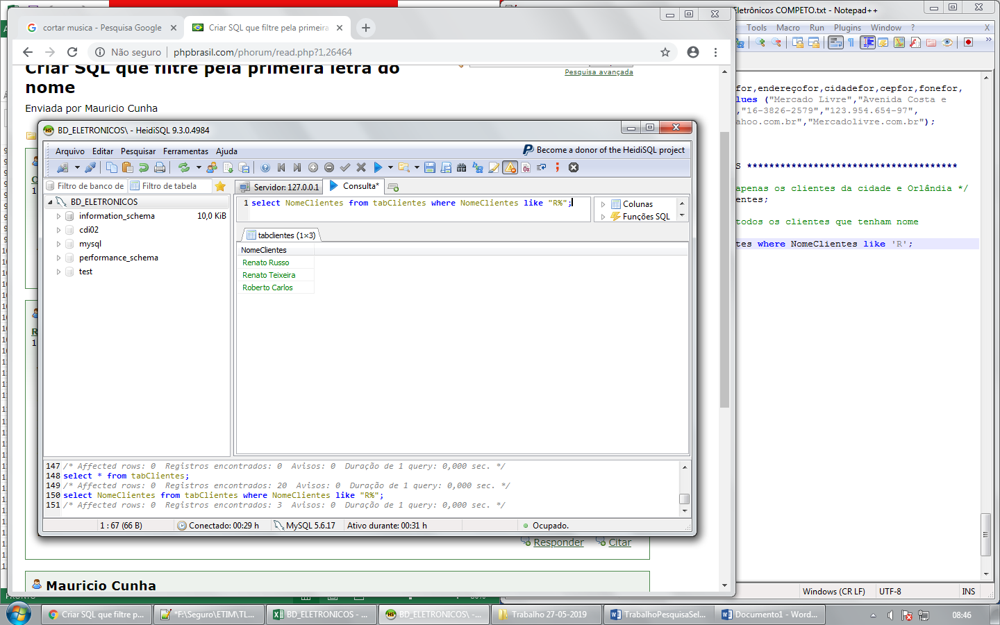 cortar musica - Pesquisa Google
Criar SQL que filtre pela primeira
Não seguro
phpbrasil.com/phorum/read.php?1,26464
Criar SQL que filtre pela primeira letra do
nome
Enviada por Mauricio Cunha
Pesquisa avançada
BD_ELETRONICOS\ - HeidiSQL 9.3.0.4984
Arquivo Editar Pesquisar Ferramentas Ajuda
Become a donor of the HeidiSQL project
Filtro de banco de
Filtro de tabela
Servidor: 127.0.0.1
Consulta*
BD_ELETRONICOS
information_schema 10,0 KiB
cdi02
mysql
performance_schema
test
1 select NomeClientes from tabClientes where NomeClientes like "R%";
Colunas
Funções SQL
tabclientes (1×3)
NomeClientes
Renato Russo
Renato Teixeira
Roberto Carlos
147 /* Affected rows: 0 Registros encontrados: 0 Avisos: 0 Duração de 1 query: 0,000 sec. */
148 select * from tabClientes;
149 /* Affected rows: 0 Registros encontrados: 20 Avisos: 0 Duração de 1 query: 0,000 sec. */
150 select NomeClientes from tabClientes where NomeClientes like "R%";
151 /* Affected rows: 0 Registros encontrados: 3 Avisos: 0 Duração de 1 query: 0,000 sec. */
1 : 67 (66 B)
Conectado: 00:29 h
MySQL 5.6.17
Ativo durante: 00:31 h
Ocupado.
Responder
Citar
Mauricio Cunha
Eletrônicos COMPETO.txt - Notepad++
Tools Macro Run Plugins Window ? X
for,endereçofor,cidadefor,cepfor,fonefor,
lues ("Mercado Livre","Avenida Costa e
,"16-3826-2579","123.954.654-97",
ahoo.com.br","Mercadolivre.com.br");
S **************************************
apenas os clientes da cidade e Orlândia */
entes;
todos os clientes que tenham nome
tes where NomeClientes like 'R';
Windows (CR LF)
UTF-8
INS
Criar SQL que filtre p...
*F:\Seguro\ETIM\TL...
BD_ELETRONICOS - ...
BD_ELETRONICOS\ -...
Trabalho 27-05-2019
TrabalhoPesquisaSel...
Documento1 - Word...
08:46